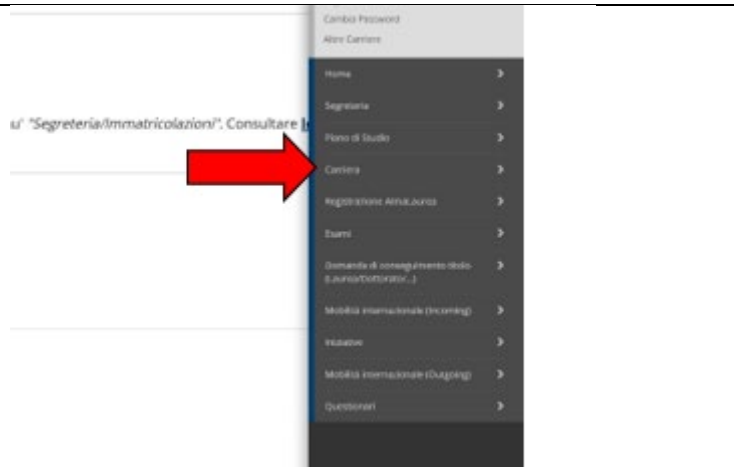 Cambia Password
Altre Carriere
Home
Segreteria
u' "Segreteria/Immatricolazioni". Consultare
Piano di Studio
Carriera
Registrazione AlmaLaurea
Esami
Domanda di conseguimento titolo
(Laurea/Dottorato/...)
Mobilità internazionale (Incoming)
Iniziative
Mobilità internazionale (Outgoing)
Questionari